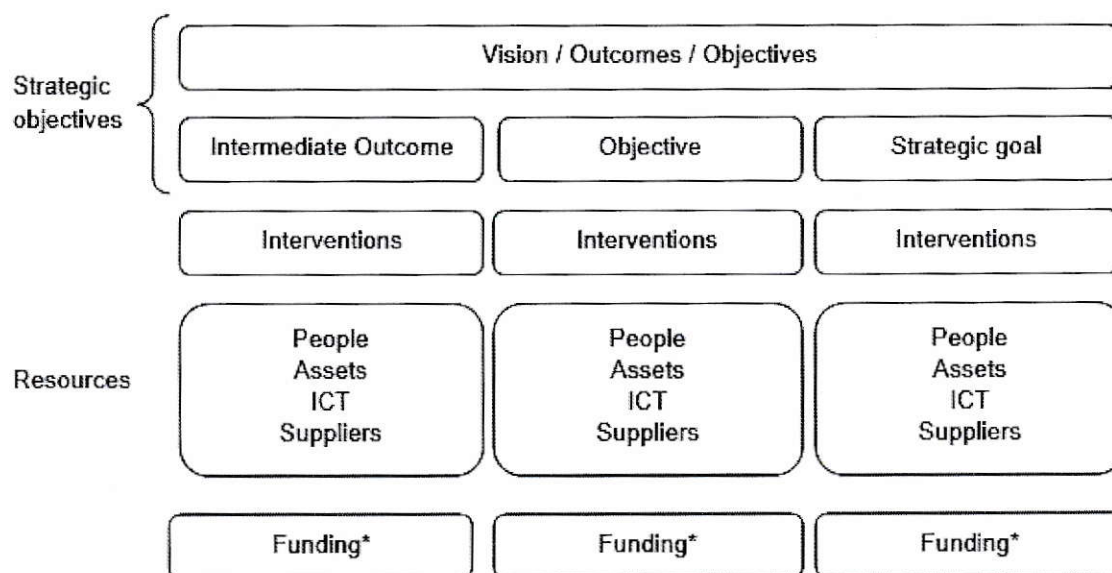 Vision / Outcomes / Objectives
Strategic
objectives
Intermediate Outcome
Objective
Strategic goal
Interventions
Interventions
Interventions
Resources
People
Assets
ICT
Suppliers
People
Assets
ICT
Suppliers
People
Assets
ICT
Suppliers
Funding*
Funding*
Funding*